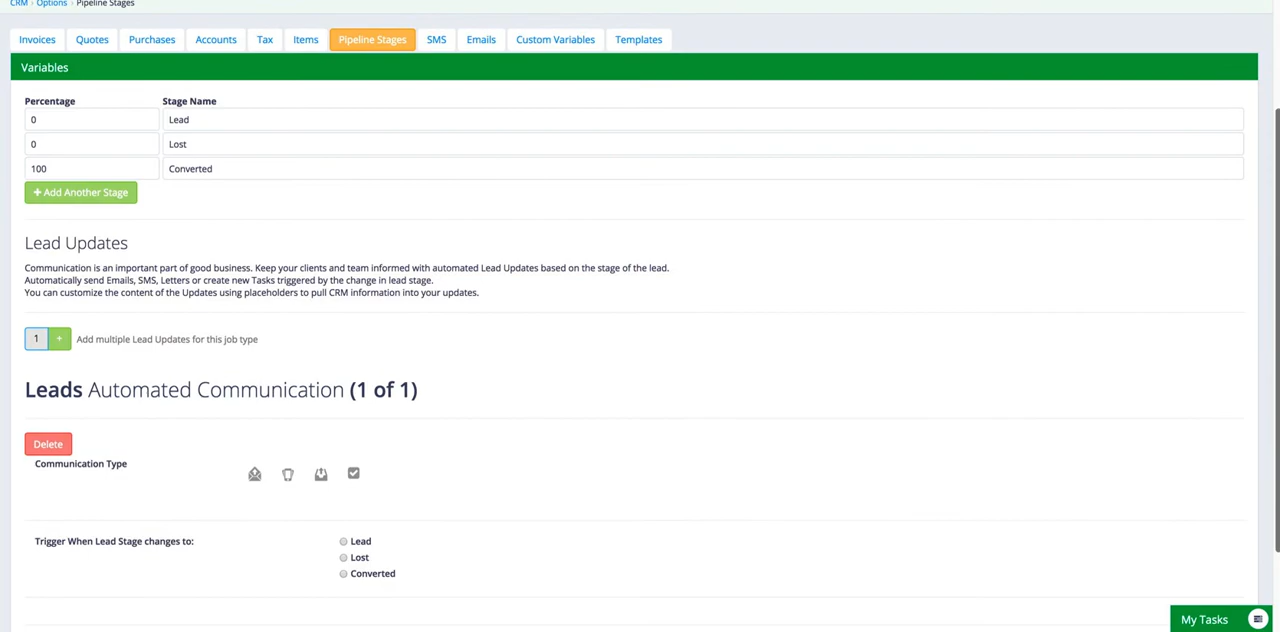 CRM › Options › Pipeline Stages
Invoices Quotes Purchases Accounts Tax Items Pipeline Stages SMS Emails Custom Variables Templates
Variables
Percentage Stage Name
0 Lead
0 Lost
100 Converted
+ Add Another Stage
Lead Updates
Communication is an important part of good business. Keep your clients and team informed with automated Lead Updates based on the stage of the lead.
Automatically send Emails, SMS, Letters or create new Tasks triggered by the change in lead stage.
You can customize the content of the Updates using placeholders to pull CRM information into your updates.
1 + Add multiple Lead Updates for this job type
Leads Automated Communication (1 of 1)
Delete
Communication Type
Trigger When Lead Stage changes to: Lead
Lost
Converted
My Tasks